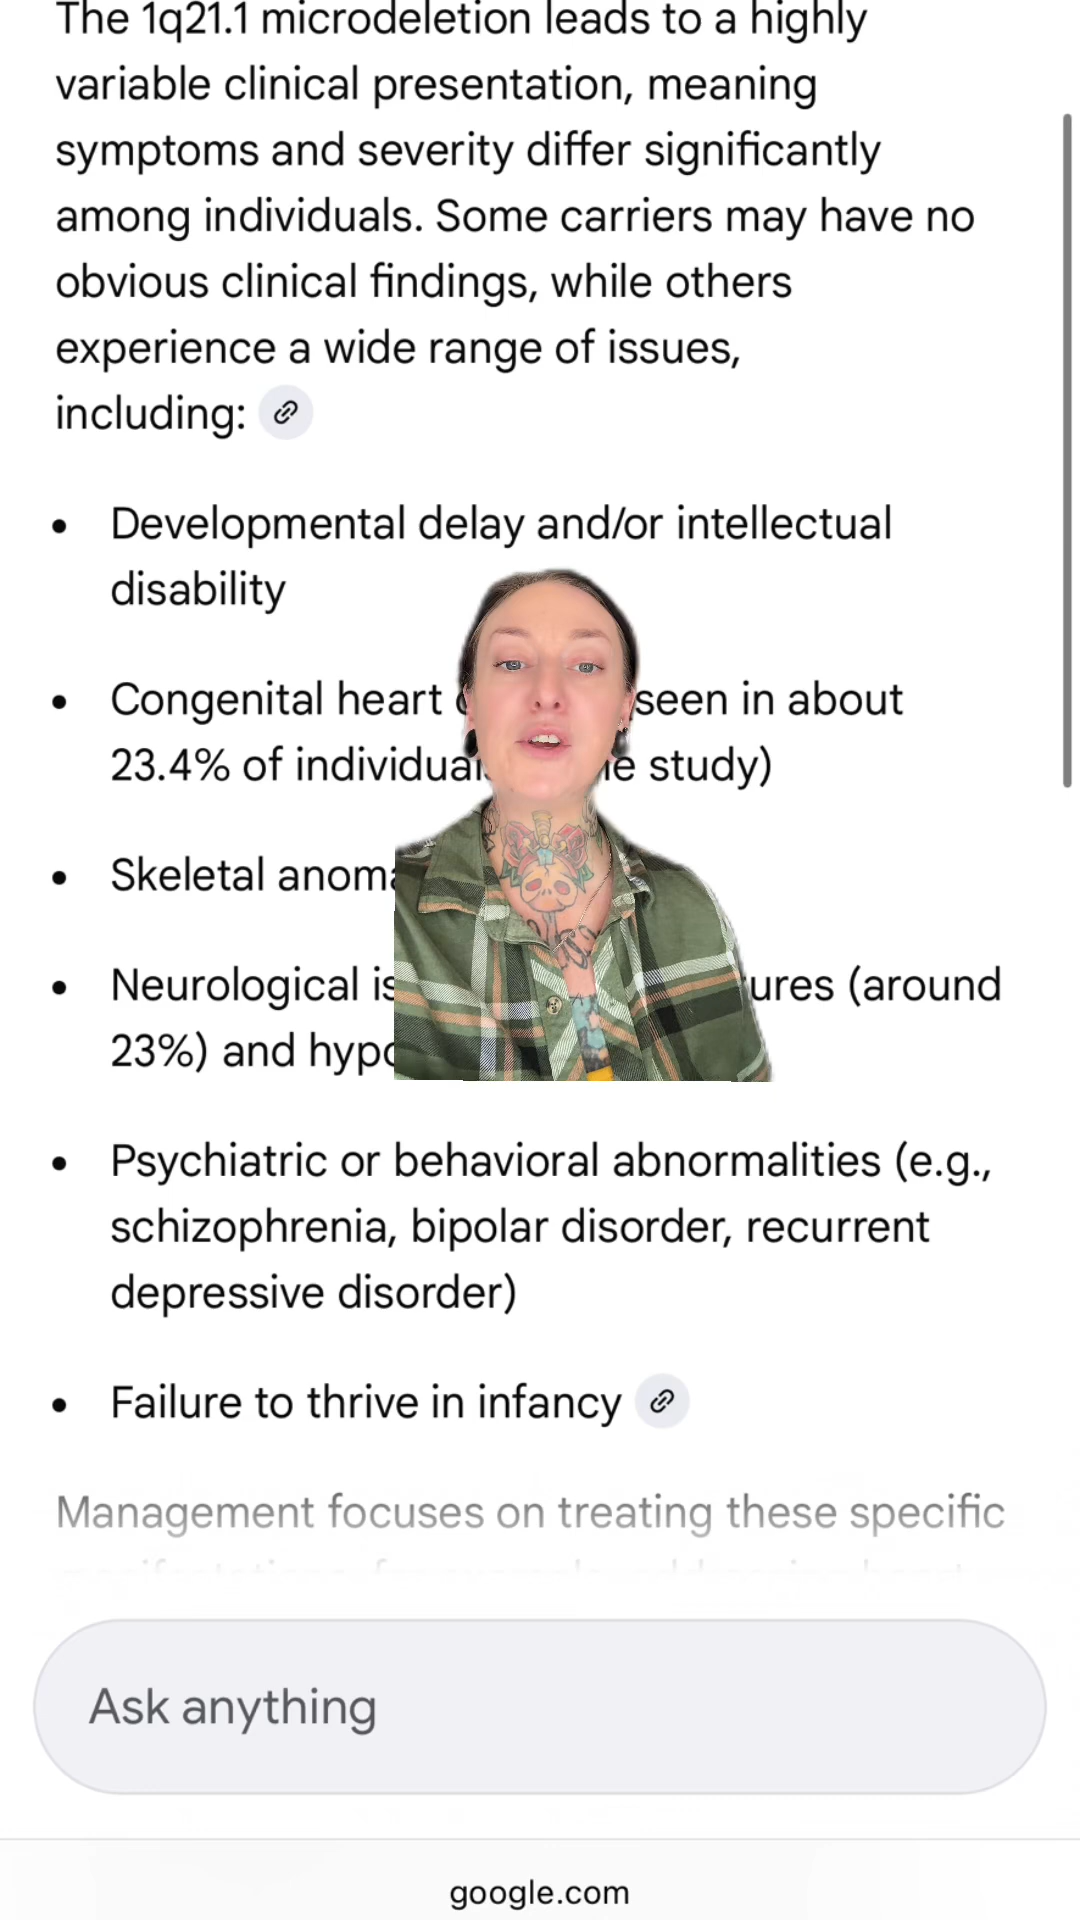 The 1q21.1 microdeletion leads to a highly
variable clinical presentation, meaning
symptoms and severity differ significantly
among individuals. Some carriers may have no
obvious clinical findings, while others
experience a wide range of issues,
including:
• Developmental delay and/or intellectual
disability
• Congenital heart seen in about
23.4% of study)
• Skeletal
• Neurological (around
23%) and
• Psychiatric or behavioral abnormalities (e.g.,
schizophrenia, bipolar disorder, recurrent
depressive disorder)
• Failure to thrive in infancy
Management focuses on treating these specific
Ask anything
google.com